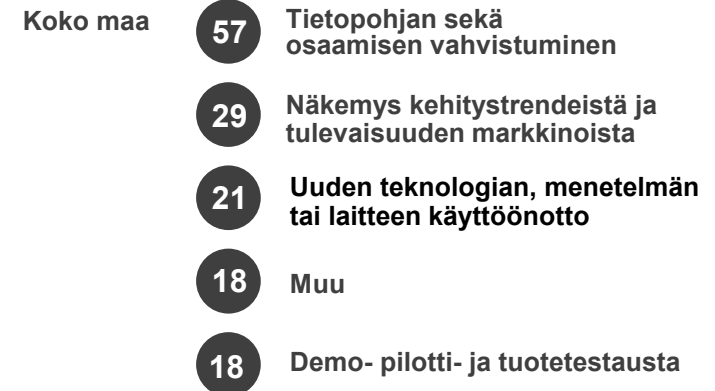 Koko maa
57
Tietopohjan sekä
osaamisen vahvistuminen
29
Näkemys kehitystrendeistä ja
tulevaisuuden markkinoista
21
Uuden teknologian, menetelmän
tai laitteen käyttöönotto
18
Muu
18
Demo- pilotti- ja tuotetestausta